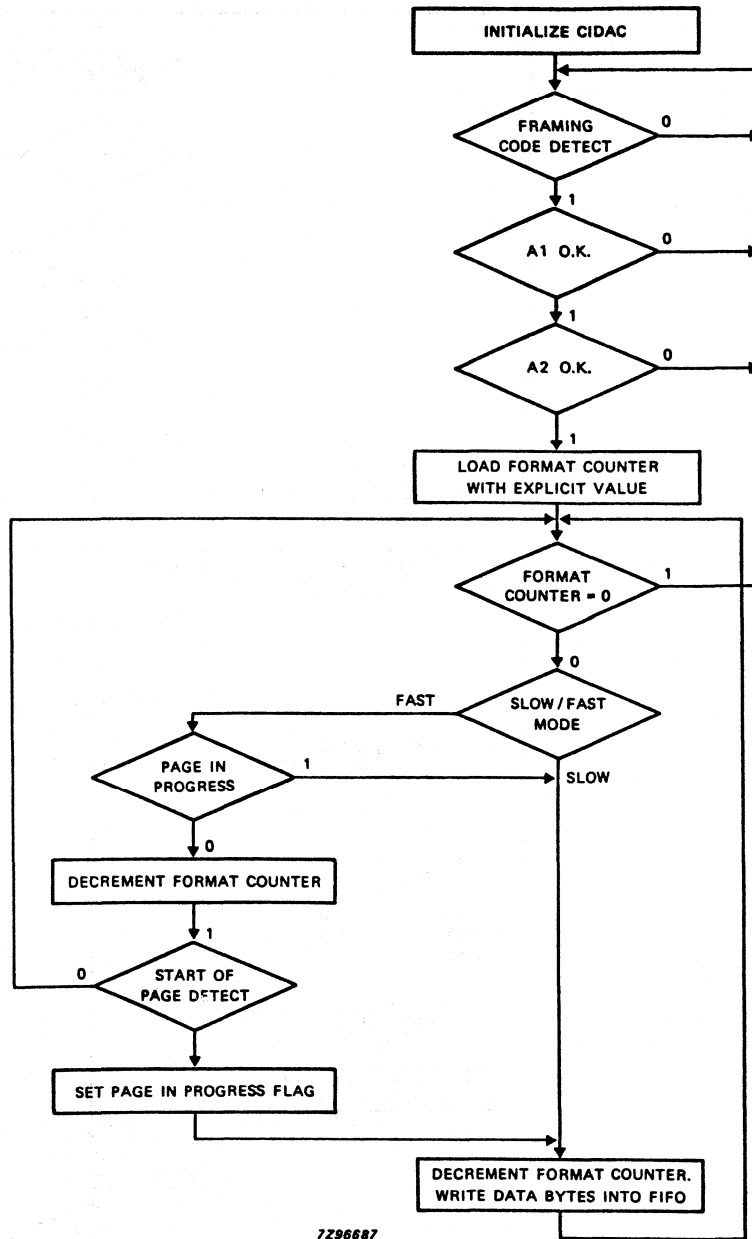 INITIALIZE CIDAC
FRAMING
CODE DETECT
0
1
A1 O.K.
0
1
A2 O.K.
0
1
LOAD FORMAT COUNTER
WITH EXPLICIT VALUE
FORMAT
COUNTER = 0
1
0
FAST
SLOW/FAST
MODE
PAGE IN
PROGRESS
1
SLOW
0
DECREMENT FORMAT COUNTER
1
0
START OF
PAGE DETECT
SET PAGE IN PROGRESS FLAG
DECREMENT FORMAT COUNTER.
WRITE DATA BYTES INTO FIFO
7Z96687